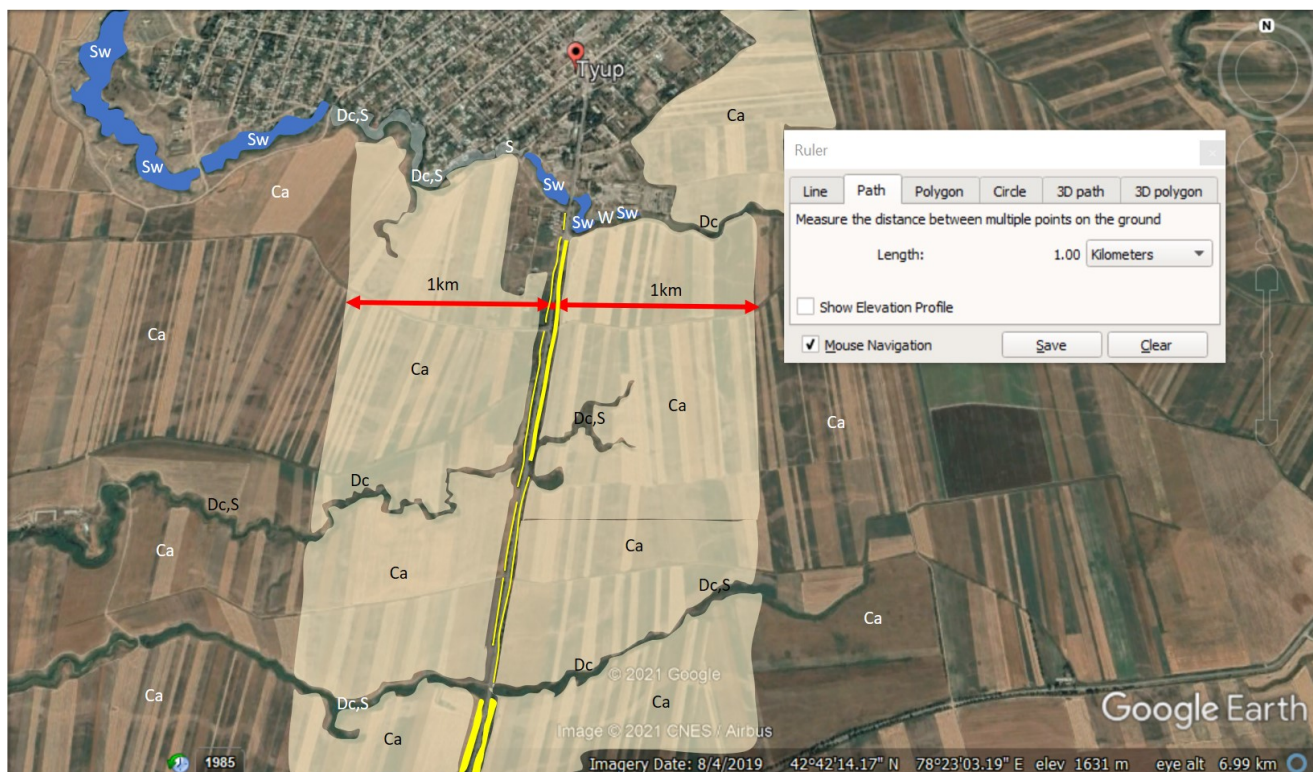 N
Sw
Tyup
Dc,S
Ca
Sw
S
Sw
Ca
Dc,S
Sw
Sw W Sw
Dc
Ruler
Line Path Polygon Circle 3D path 3D polygon
Measure the distance between multiple points on the ground
Length: 1.00 Kilometers
Show Elevation Profile
Mouse Navigation Save Clear
1km 1km
Ca
Ca
Ca
Dc,S
Ca
Dc
Dc,S
Ca
Ca
Ca
Dc,S
Ca
Dc
© 2021 Google
Ca
Dc,S
Ca
Ca
Google Earth
Image © 2021 CNES / Airbus
1985
Imagery Date: 8/4/2019 42°42'14.17" N 78°23'03.19" E elev 1631 m eye alt 6.99 km